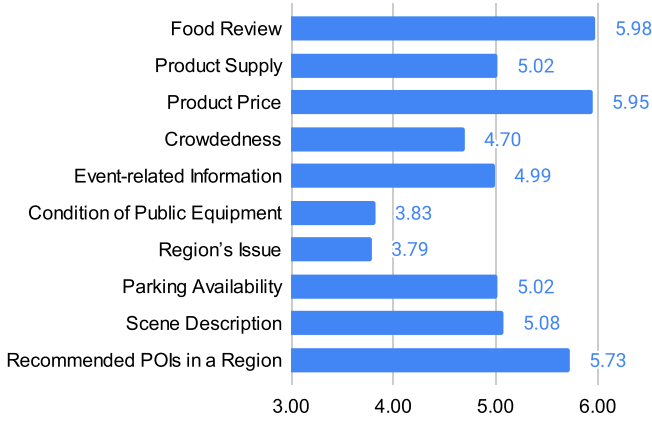 Food Review 5.98
Product Supply 5.02
Product Price 5.95
Crowdedness 4.70
Event-related Information 4.99
Condition of Public Equipment 3.83
Region's Issue 3.79
Parking Availability 5.02
Scene Description 5.08
Recommended POIs in a Region 5.73
3.00 4.00 5.00 6.00